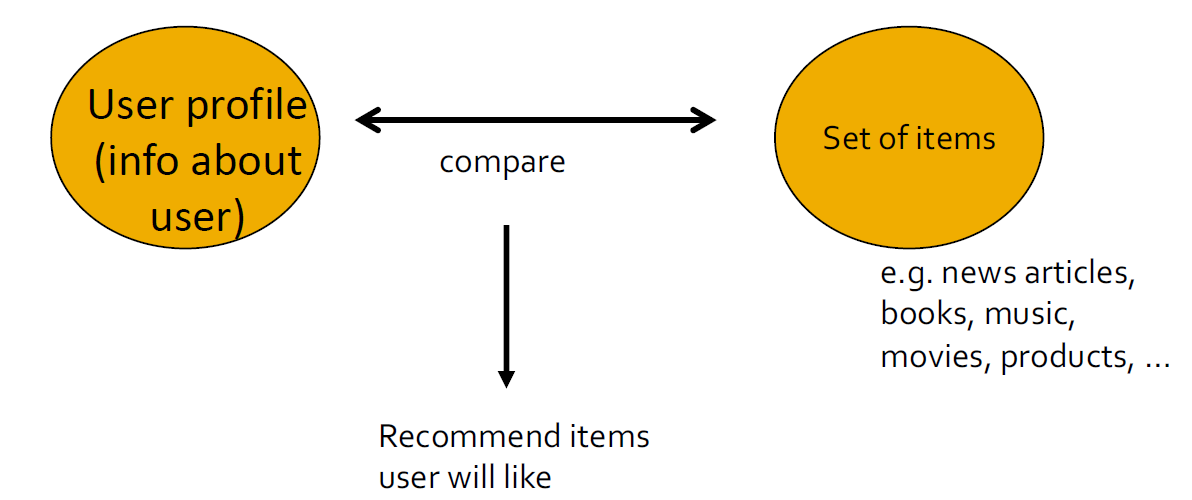 User profile
(info about
user)
compare
Set of items
e.g. news articles,
books, music,
movies, products, ...
Recommend items
user will like